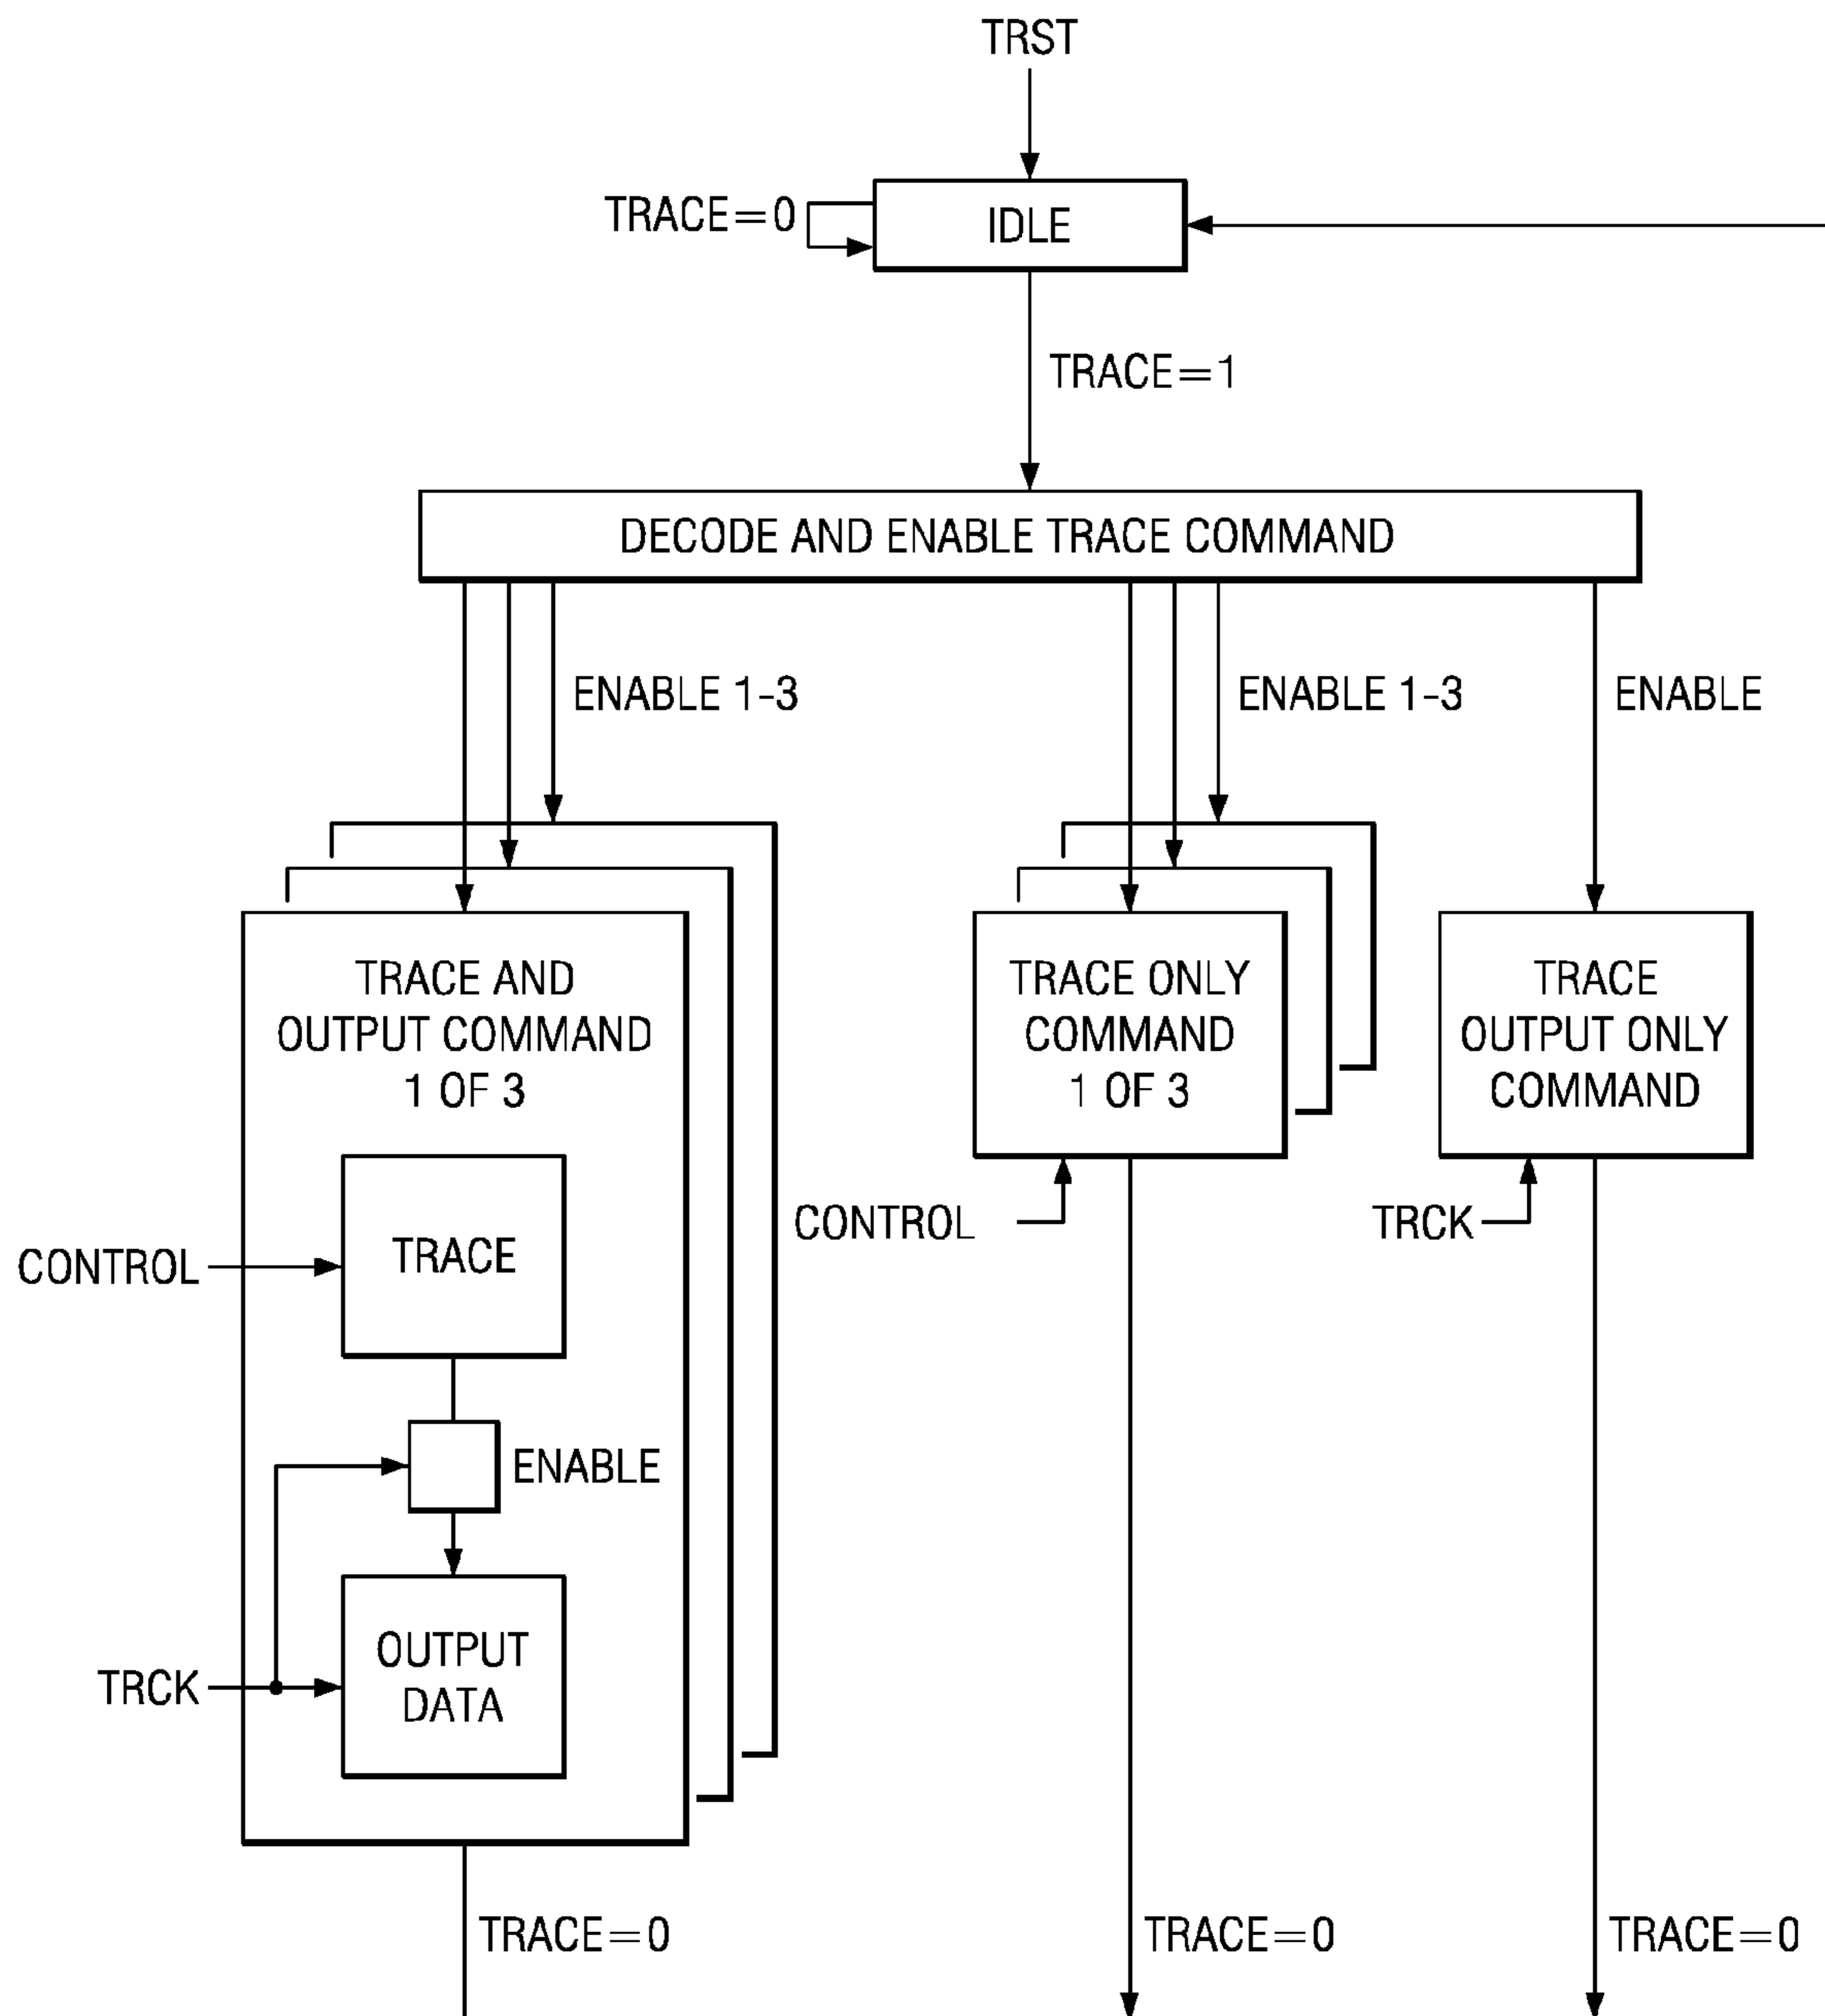 TRST
TRACE=0
IDLE
TRACE=1
DECODE AND ENABLE TRACE COMMAND
ENABLE 1-3
ENABLE 1-3
ENABLE
TRACE AND
OUTPUT COMMAND
1 OF 3
TRACE ONLY
COMMAND
1 OF 3
TRACE
OUTPUT ONLY
COMMAND
CONTROL
TRCK
CONTROL
TRACE
ENABLE
TRCK
OUTPUT
DATA
TRACE=0
TRACE=0
TRACE=0